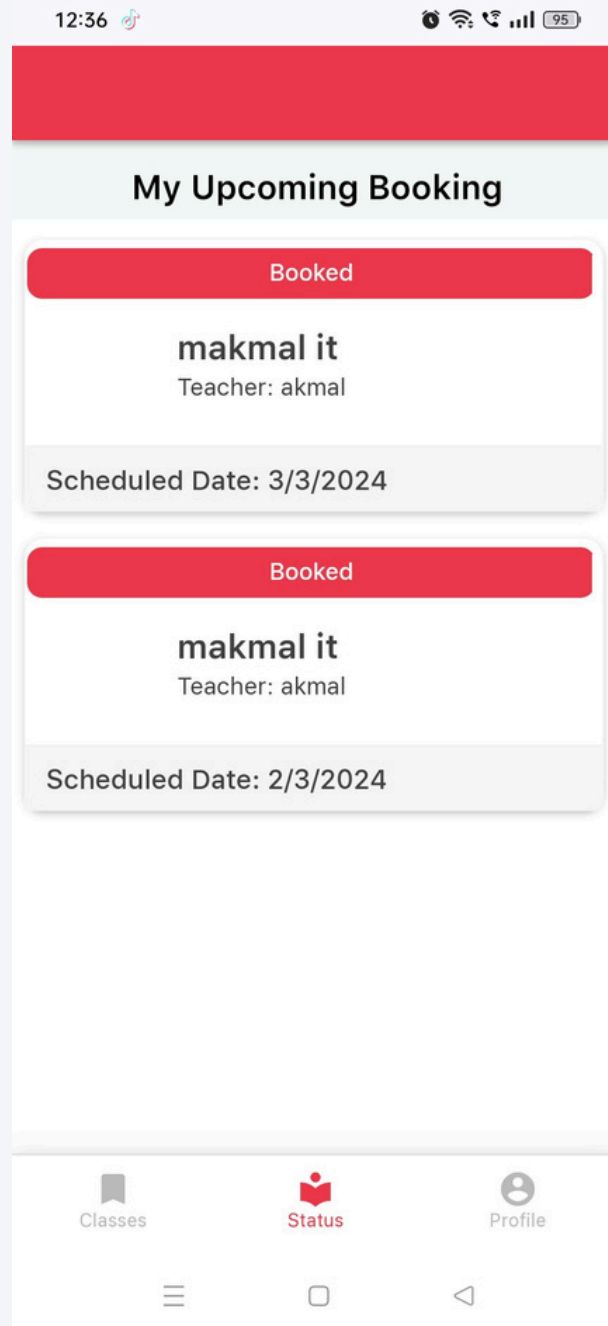 12:36
95
My Upcoming Booking
Booked
makmal it
Teacher: akmal
Scheduled Date: 3/3/2024
Booked
makmal it
Teacher: akmal
Scheduled Date: 2/3/2024
Classes
Status
Profile